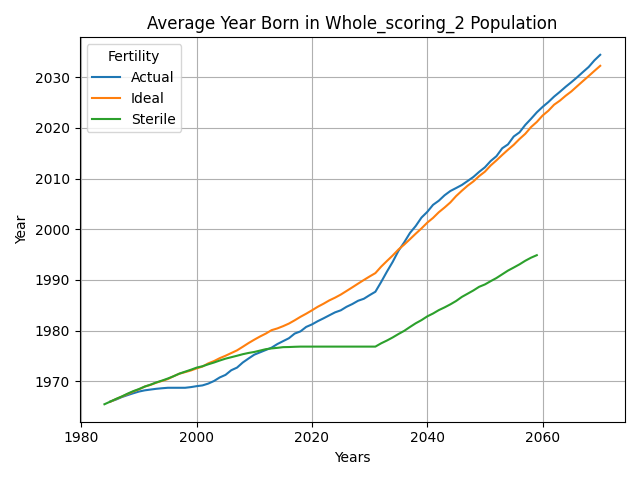 Average Year Born in Whole_scoring_2 Population
Fertility
Actual
Ideal
Sterile
2030
2020
2010
2000
1990
1980
1970
Year
1980
2000
2020
2040
2060
Years